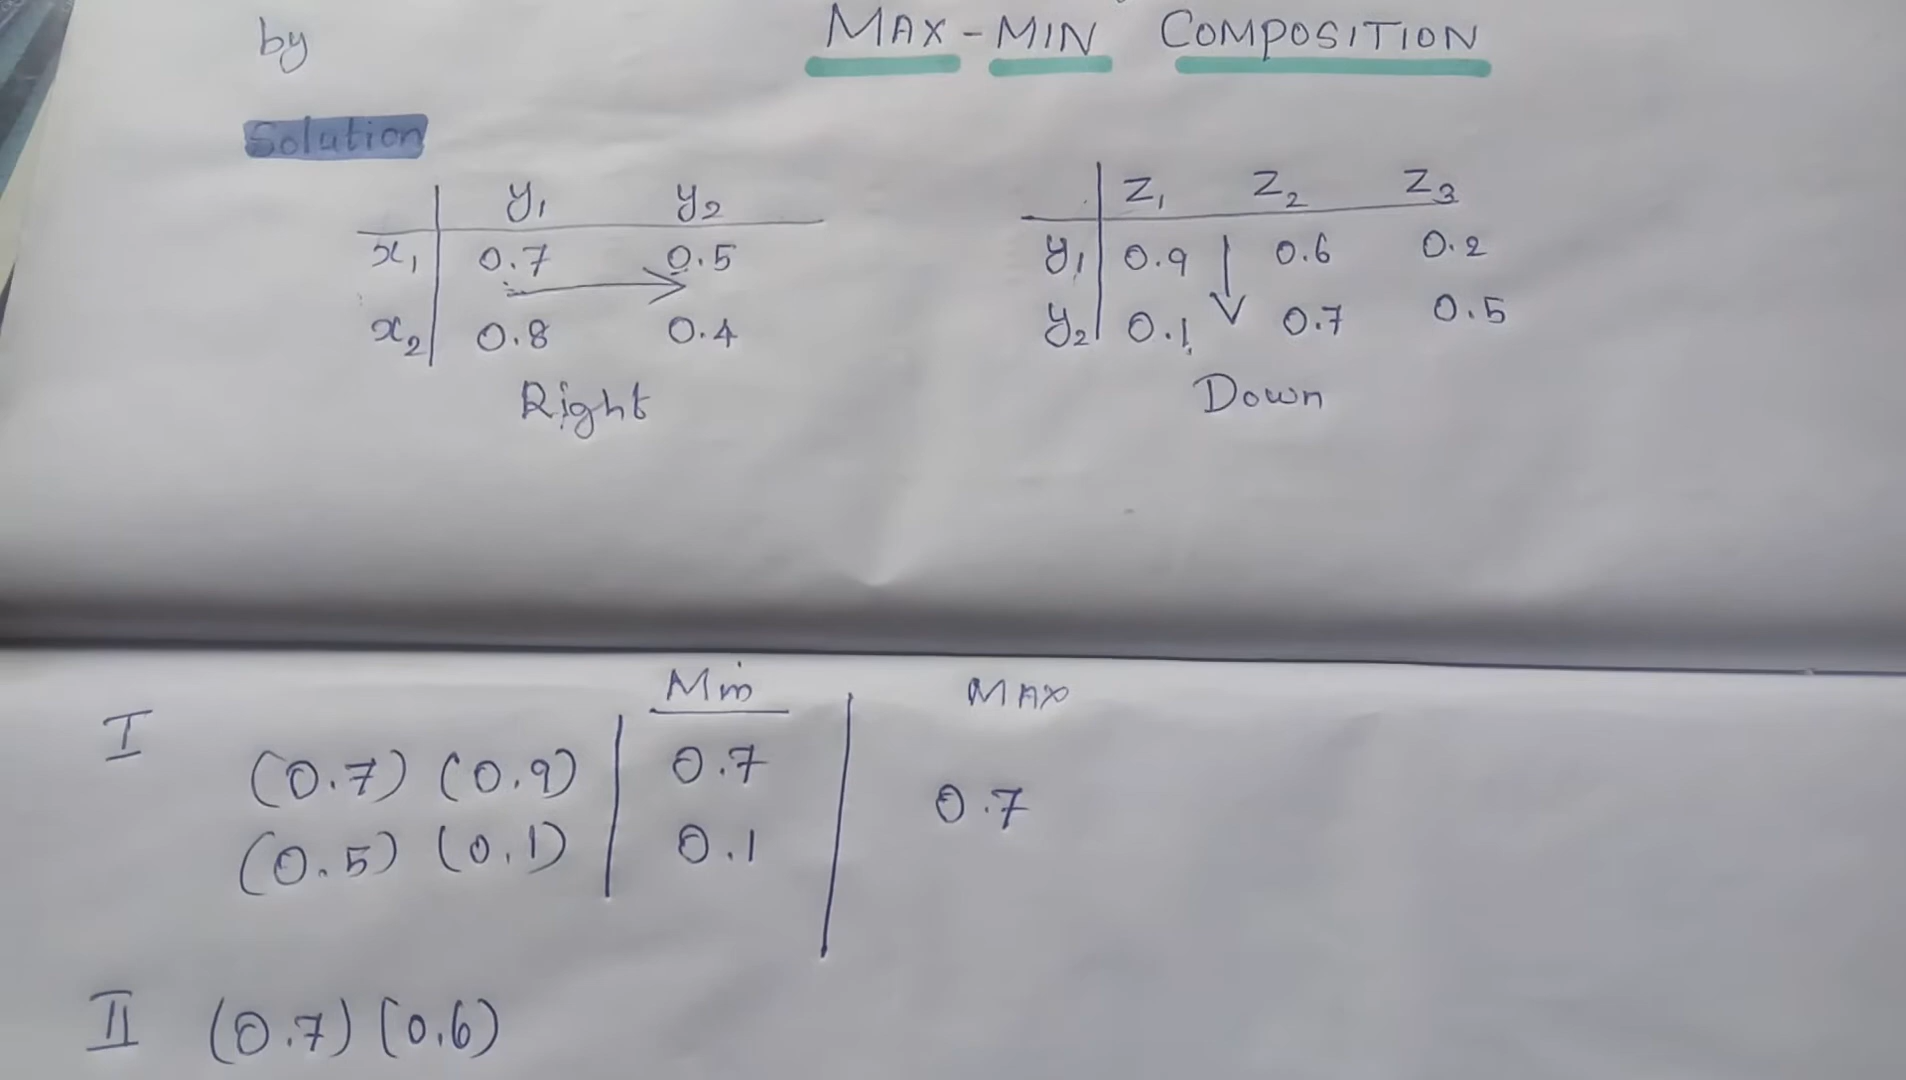 by MAX-MIN COMPOSITION
Solution
y₁ y₂
x₁ 0.7 0.5
x₂ 0.8 0.4
Right
z₁ z₂ z₃
y₁ 0.9 0.6 0.2
y₂ 0.1 0.7 0.5
Down
Min MAX
I (0.7) (0.9) 0.7
0.7
(0.5) (0.1) 0.1
II (0.7) (0.6)